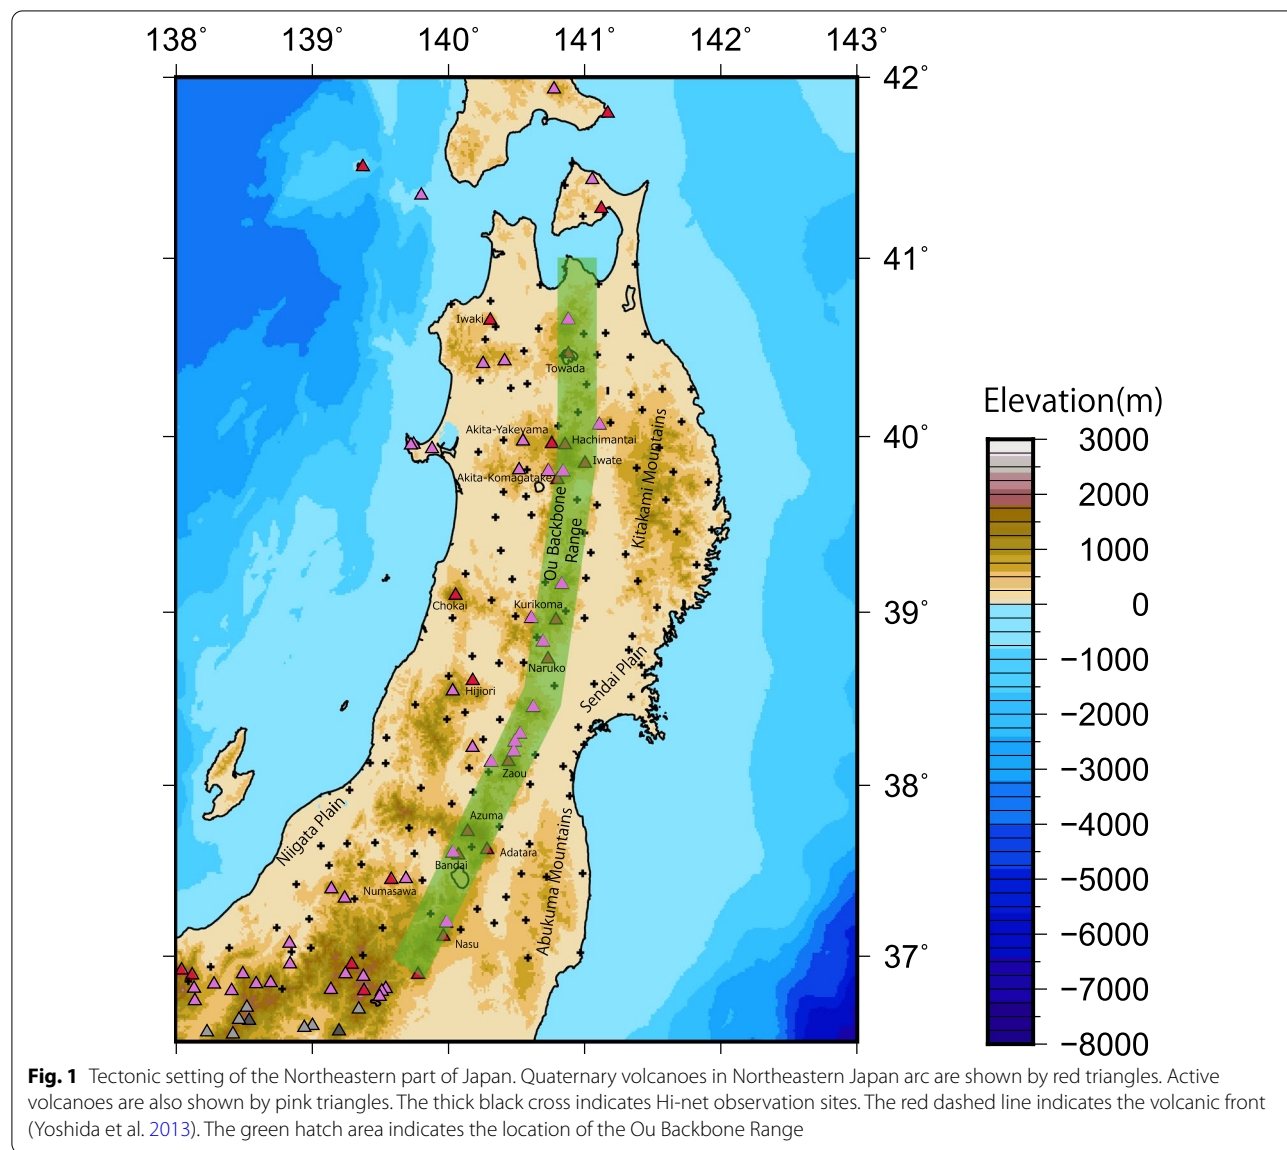 138° 139° 140° 141° 142° 143°
42°
41°
Iwaki
Towada
Elevation(m)
Akita-Yakeyama
Hachimantai
40°
3000
Iwate
Akita-Komagatake
2000
Kitakami Mountains
Ou Backbone
Range
1000
0
Chokai
Kurikoma
39°
−1000
Naruko
Sendai Plain
Hijiori
−2000
Zaou
38°
−3000
Niigata Plain
Azuma
−4000
Adatara
Bandai
Abukuma Mountains
Numasawa
−5000
Nasu
37°
−6000
−7000
−8000
Fig. 1 Tectonic setting of the Northeastern part of Japan. Quaternary volcanoes in Northeastern Japan arc are shown by red triangles. Active
volcanoes are also shown by pink triangles. The thick black cross indicates Hi-net observation sites. The red dashed line indicates the volcanic front
(Yoshida et al. 2013). The green hatch area indicates the location of the Ou Backbone Range